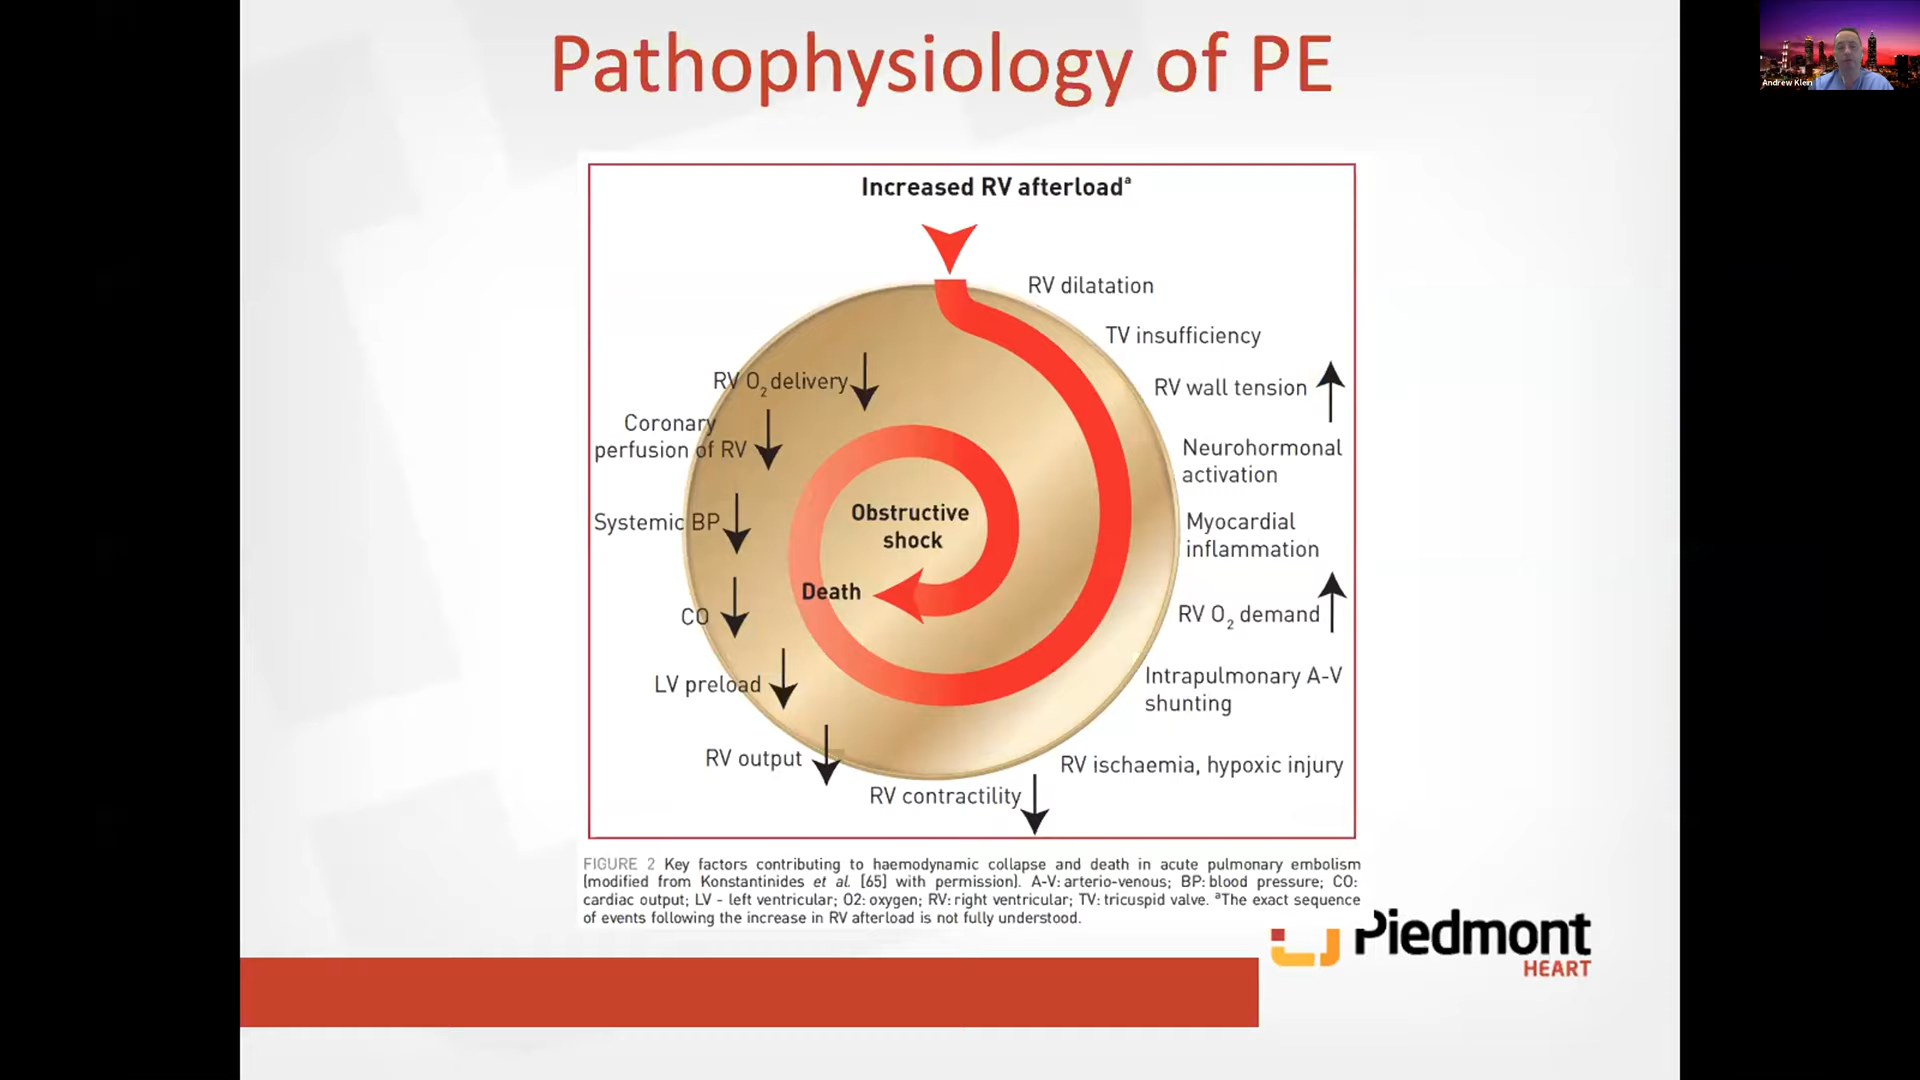 Pathophysiology of PE
Andrew Klein
Increased RV afterloadª
RV dilatation
TV insufficiency
RV wall tension
Neurohormonal
activation
Myocardial
inflammation
RV O₂ demand
Intrapulmonary A-V
shunting
RV ischaemia, hypoxic injury
RV contractility
RV output
LV preload
CO
Systemic BP
Coronary
perfusion of RV
RV O₂ delivery
Obstructive
shock
Death
FIGURE 2 Key factors contributing to haemodynamic collapse and death in acute pulmonary embolism
(modified from Konstantinides et al. [65] with permission). A-V: arterio-venous; BP: blood pressure; CO:
cardiac output; LV - left ventricular; O2: oxygen; RV: right ventricular; TV: tricuspid valve. ªThe exact sequence
of events following the increase in RV afterload is not fully understood.
Piedmont
HEART